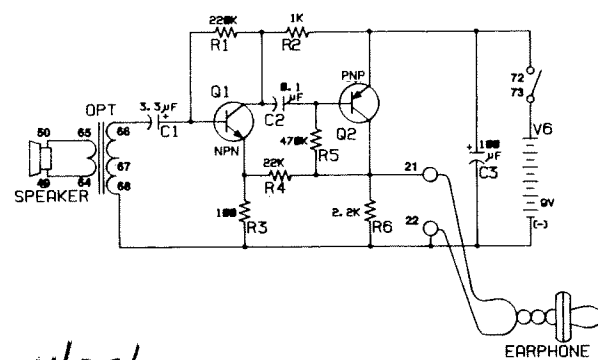 220K
R1
1K
R2
3.3µF
+
C1
Q1
NPN
0.1
µF
C2
PNP
Q2
72
73
OPT
50
49
SPEAKER
65
64
66
67
68
470K
R5
22K
R4
100
R3
2.2K
R6
21
22
+
100
µF
C3
V6
9V
(-)
EARPHONE